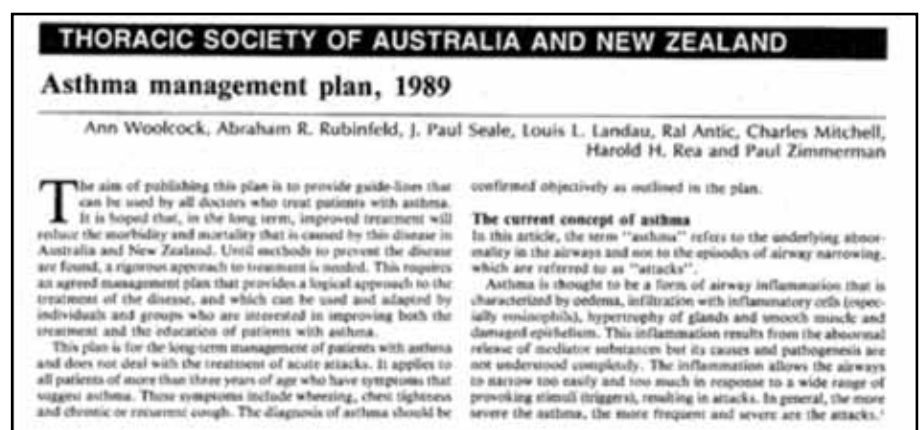 THORACIC SOCIETY OF AUSTRALIA AND NEW ZEALAND
Asthma management plan, 1989
Ann Woolcock, Abraham R. Rubinfeld, J. Paul Seale, Louis L. Landau, Ral Antic, Charles Mitchell,
Harold H. Rea and Paul Zimmerman
The aim of publishing this plan is to provide guide-lines that
can be used by all doctors who treat patients with asthma.
It is hoped that, in the long term, improved treatment will
reduce the morbidity and mortality that is caused by this disease in
Australia and New Zealand. Until methods to prevent the disease
are found, a rigorous approach to treatment is needed. This requires
an agreed management plan that provides a logical approach to the
treatment of the disease, and which can be used and adapted by
individuals and groups who are interested in improving both the
treatment and the education of patients with asthma.
This plan is for the long-term management of patients with asthma
and does not deal with the treatment of acute attacks. It applies to
all patients of more than three years of age who have symptoms that
suggest asthma. These symptoms include wheezing, chest tightness
and chronic or recurrent cough. The diagnosis of asthma should be
confirmed objectively as outlined in the plan.
The current concept of asthma
In this article, the term "asthma" refers to the underlying abnor-
mality in the airways and not to the episodes of airway narrowing,
which are referred to as "attacks".
Asthma is thought to be a form of airway inflammation that is
characterized by oedema, infiltration with inflammatory cells (espec-
ially eosinophils), hypertrophy of glands and smooth muscle and
damaged epithelium. This inflammation results from the abnormal
release of mediator substances but its causes and pathogenesis are
not understood completely. The inflammation allows the airways
to narrow too easily and too much in response to a wide range of
provoking stimuli (triggers), resulting in attacks. In general, the more
severe the asthma, the more frequent and severe are the attacks.¹